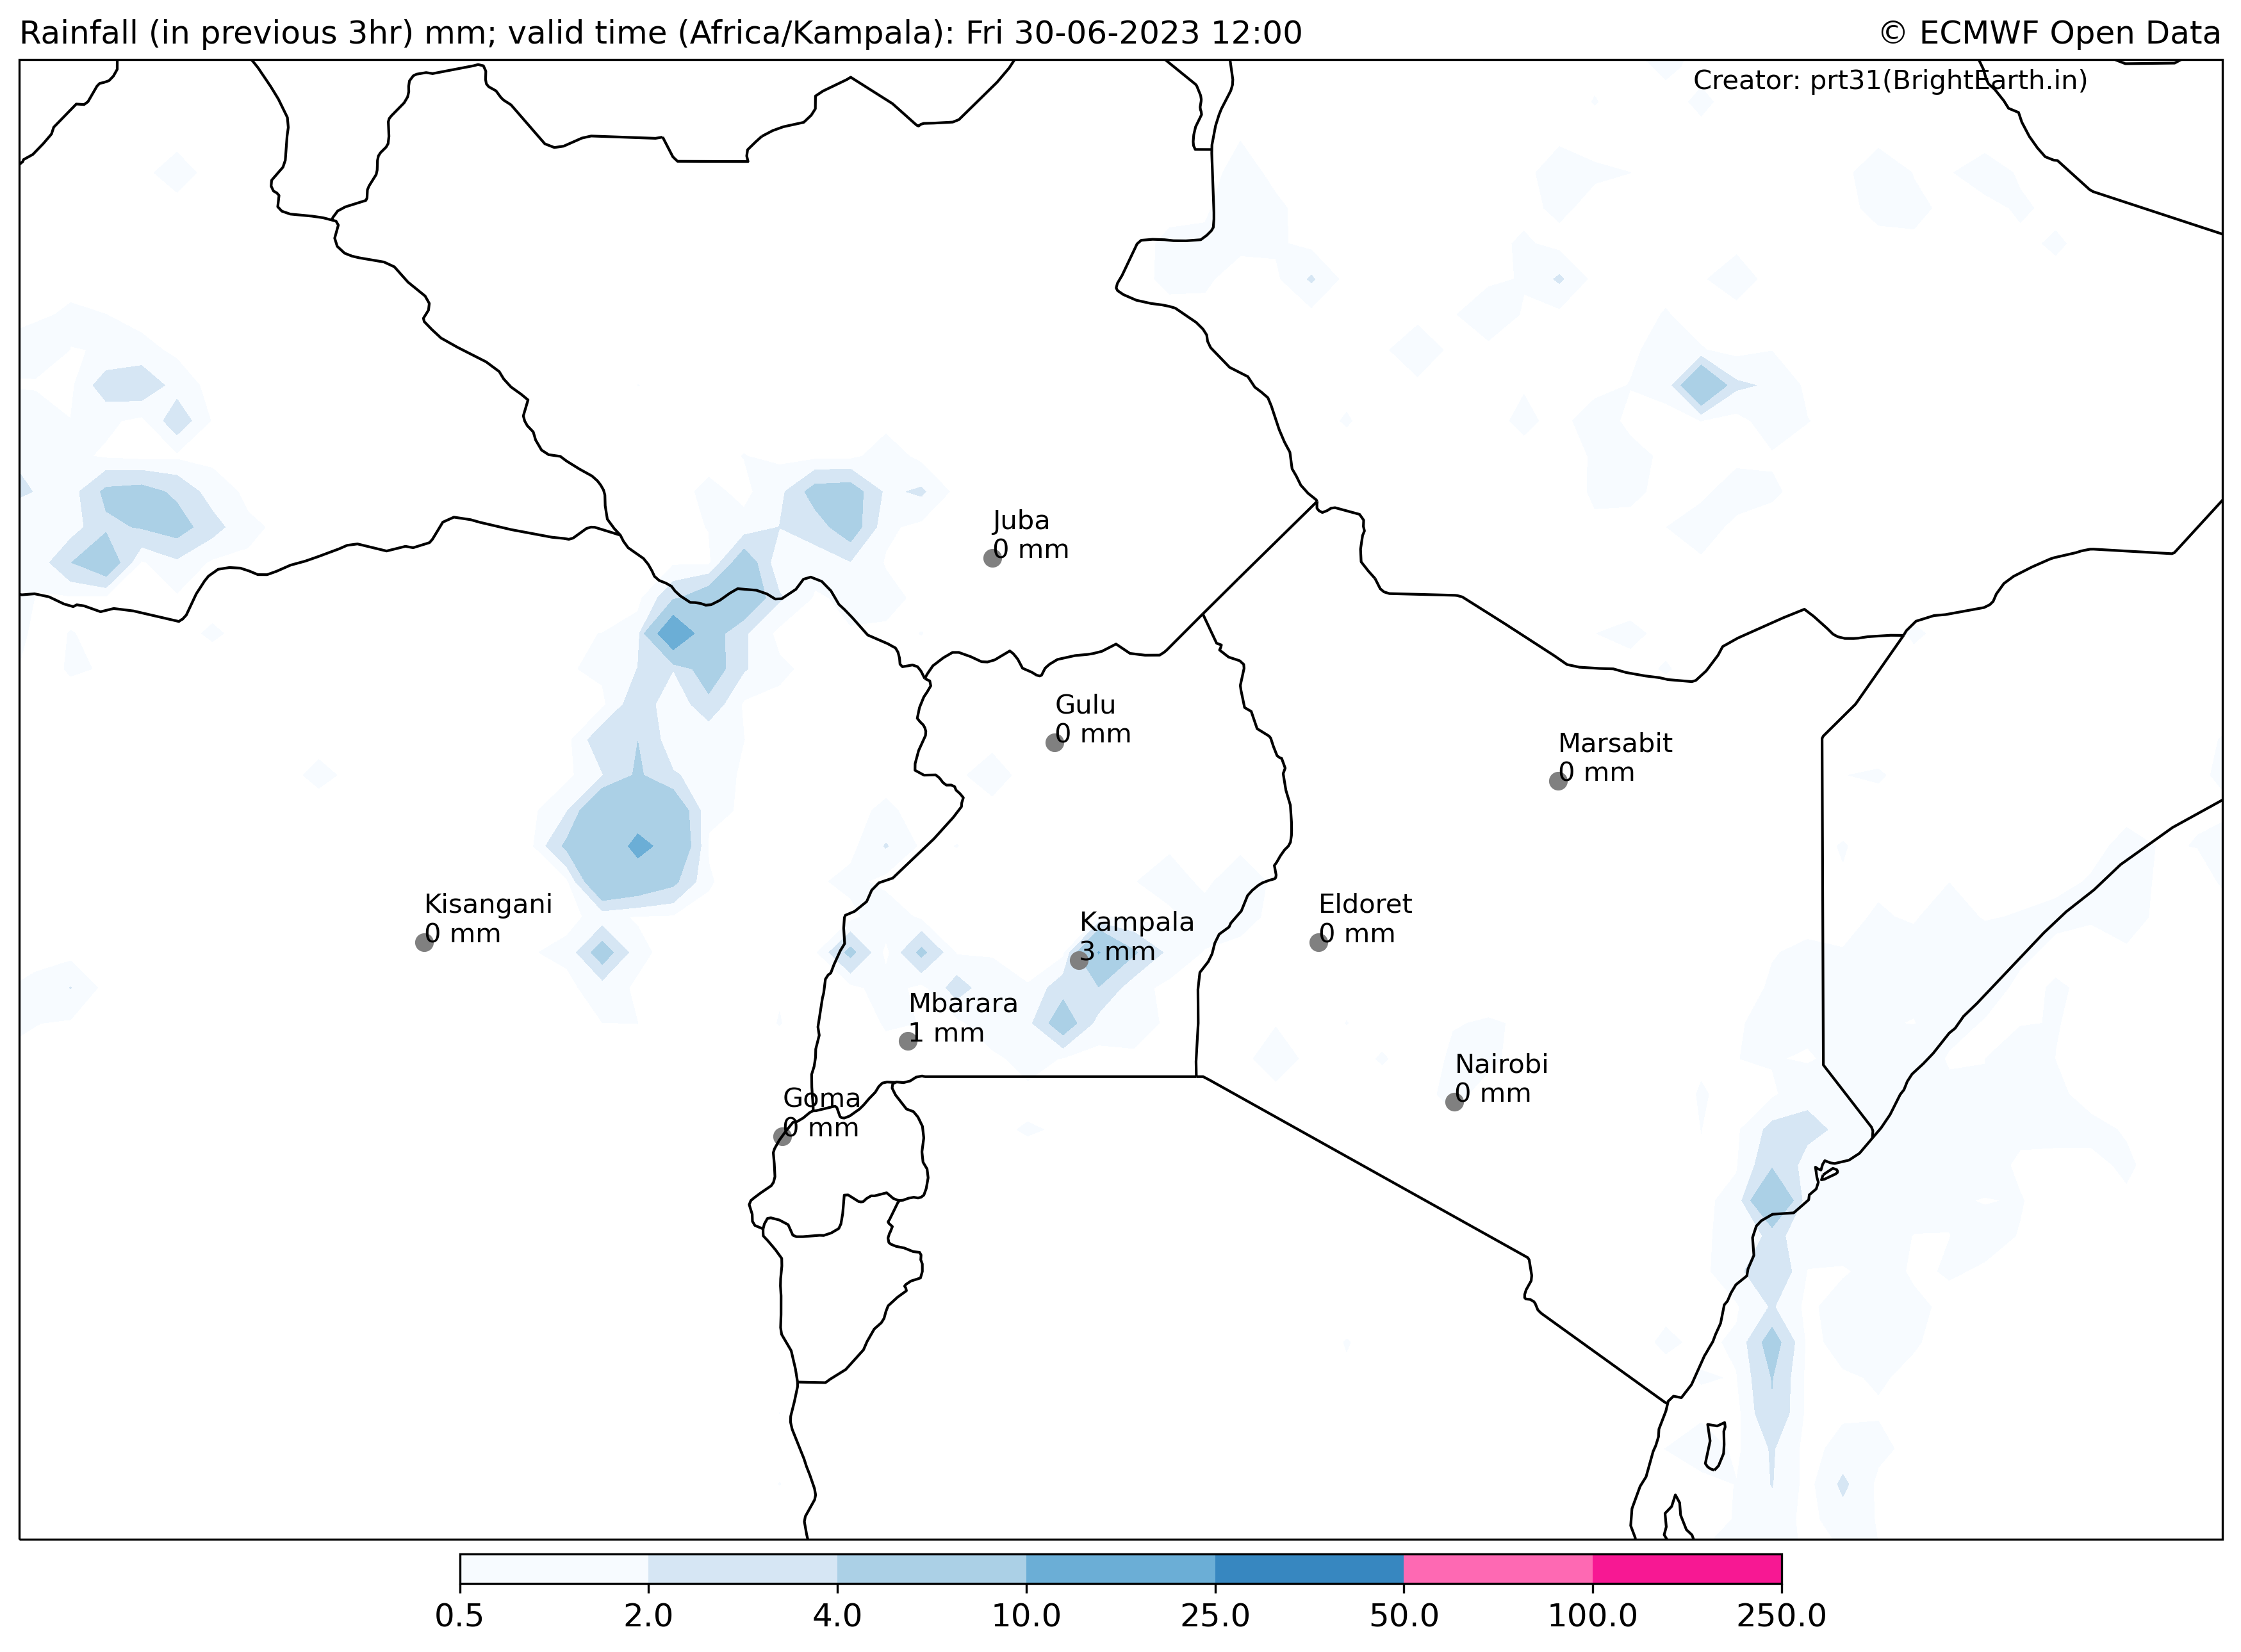 Rainfall (in previous 3hr) mm; valid time (Africa/Kampala): Fri 30-06-2023 12:00
© ECMWF Open Data
Creator: prt31(BrightEarth.in)
Juba
0 mm
Gulu
0 mm
Marsabit
0 mm
Kisangani
0 mm
Kampala
3 mm
Eldoret
0 mm
Mbarara
1 mm
Nairobi
0 mm
Goma
0 mm
0.5 2.0 4.0 10.0 25.0 50.0 100.0 250.0